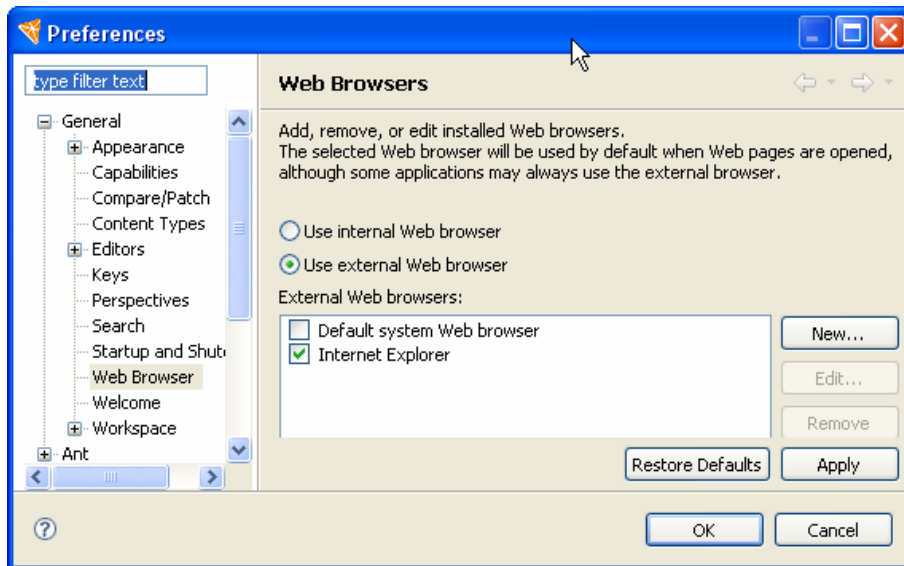 Preferences
type filter text
General
Appearance
Capabilities
Compare/Patch
Content Types
Editors
Keys
Perspectives
Search
Startup and Shut
Web Browser
Welcome
Workspace
Ant
Web Browsers
Add, remove, or edit installed Web browsers.
The selected Web browser will be used by default when Web pages are opened,
although some applications may always use the external browser.
Use internal Web browser
Use external Web browser
External Web browsers:
Default system Web browser
Internet Explorer
New...
Edit...
Remove
Restore Defaults
Apply
OK
Cancel